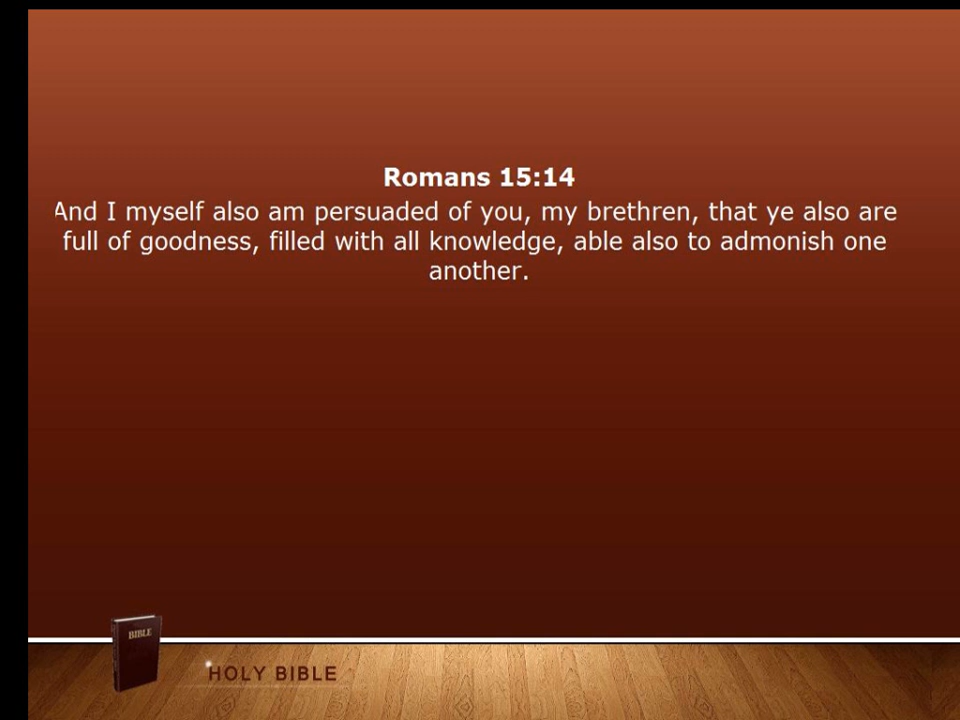 Romans 15:14
And I myself also am persuaded of you, my brethren, that ye also are
full of goodness, filled with all knowledge, able also to admonish one
another.
BIBLE
HOLY BIBLE